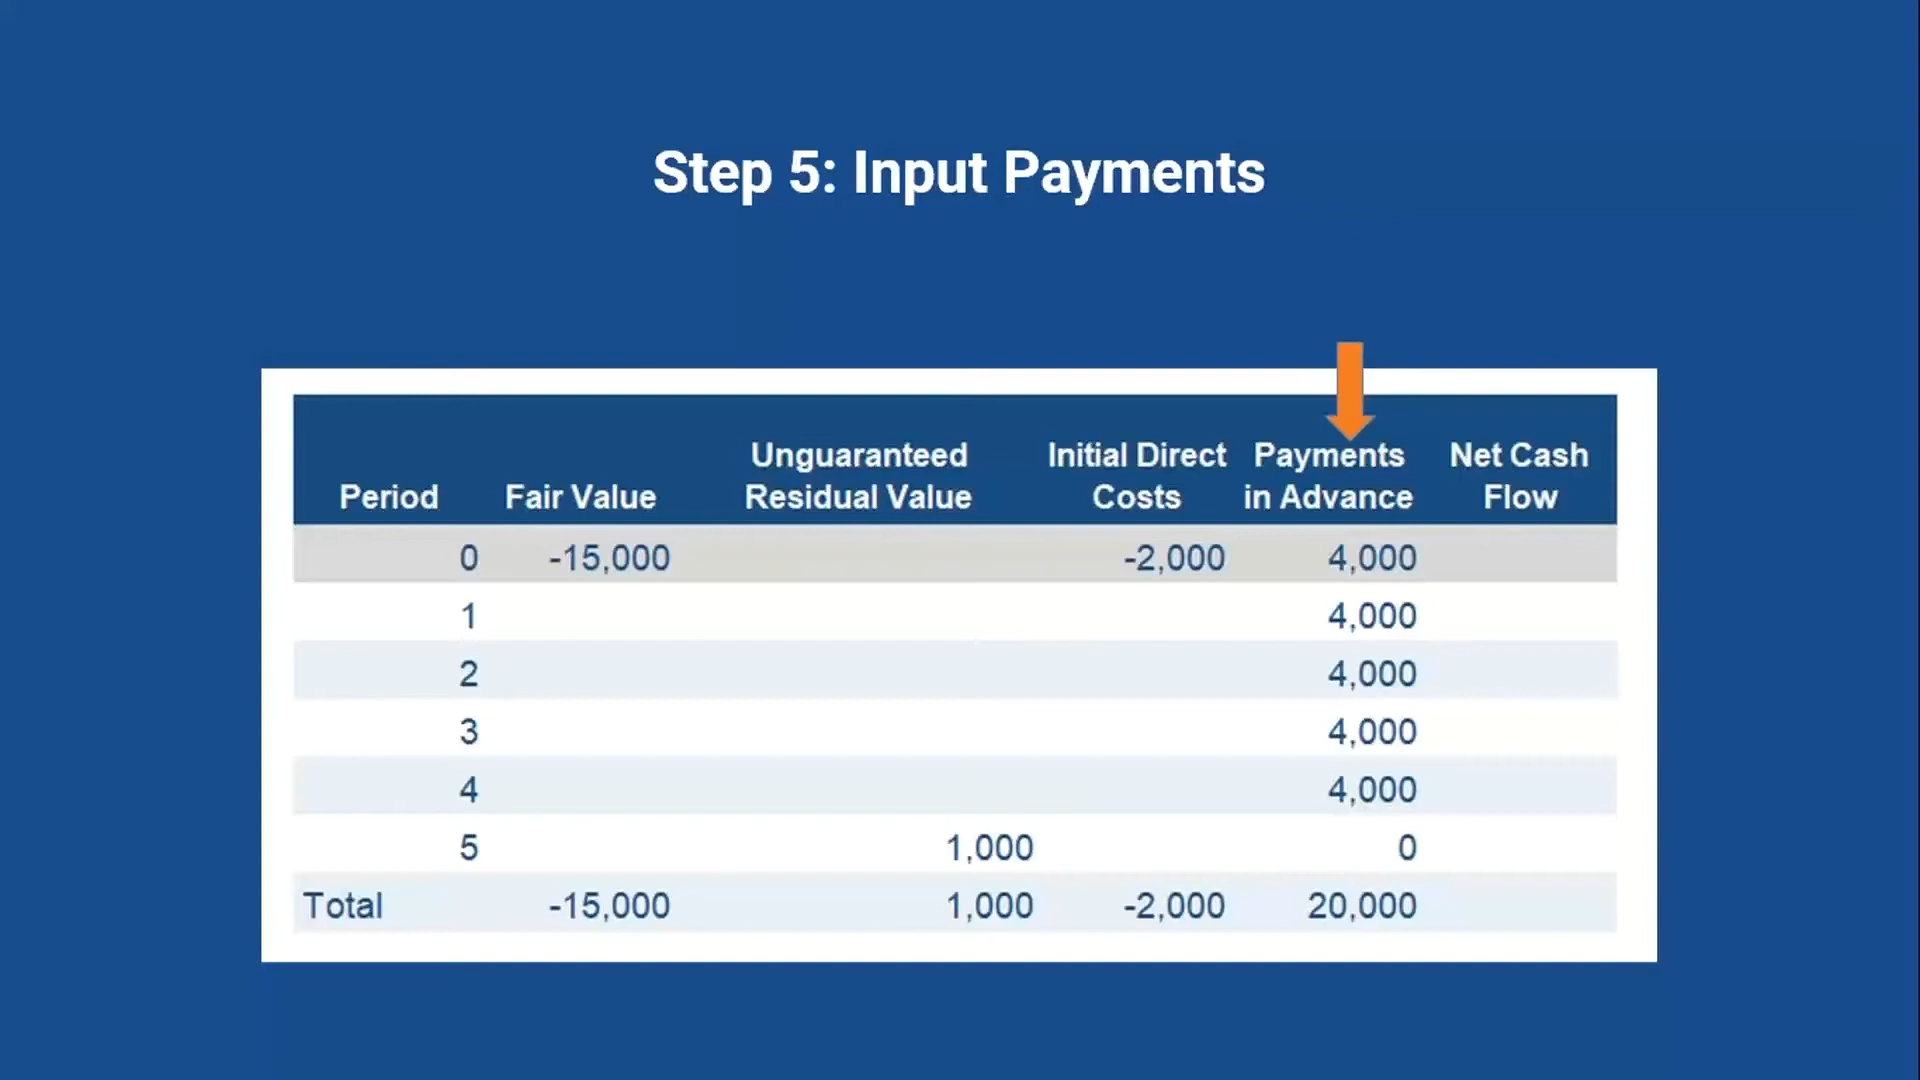 Step 5: Input Payments
Unguaranteed Initial Direct Payments Net Cash
Period Fair Value Residual Value Costs in Advance Flow
0 -15,000 -2,000 4,000
1 4,000
2 4,000
3 4,000
4 4,000
5 1,000 0
Total -15,000 1,000 -2,000 20,000